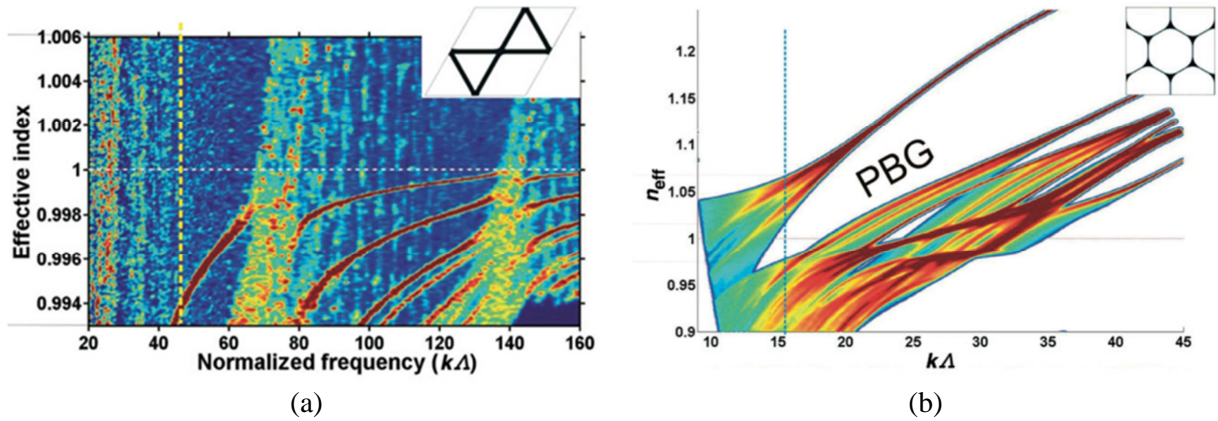 1.006
1.004
1.002
1
0.998
0.996
0.994
Effective index
20 40 60 80 100 120 140 160
Normalized frequency (kΛ)
(a)
1.2
1.15
1.1
1.05
1
0.95
0.9
n_eff
PBG
10 15 20 25 30 35 40 45
kΛ
(b)